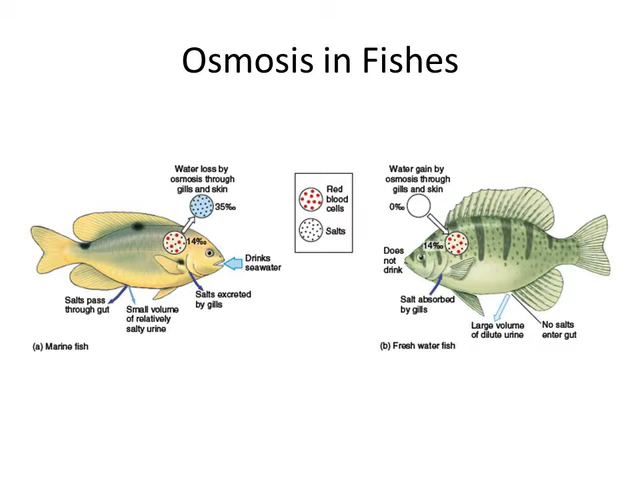 Osmosis in Fishes
Water loss by
osmosis through
gills and skin
35‰
14‰
Drinks
seawater
Salts excreted
by gills
Small volume
of relatively
salty urine
Salts pass
through gut
(a) Marine fish
Red
blood
cells
Salts
Water gain by
osmosis through
gills and skin
0‰
14‰
Does
not
drink
Salt absorbed
by gills
Large volume
of dilute urine
No salts
enter gut
(b) Fresh water fish